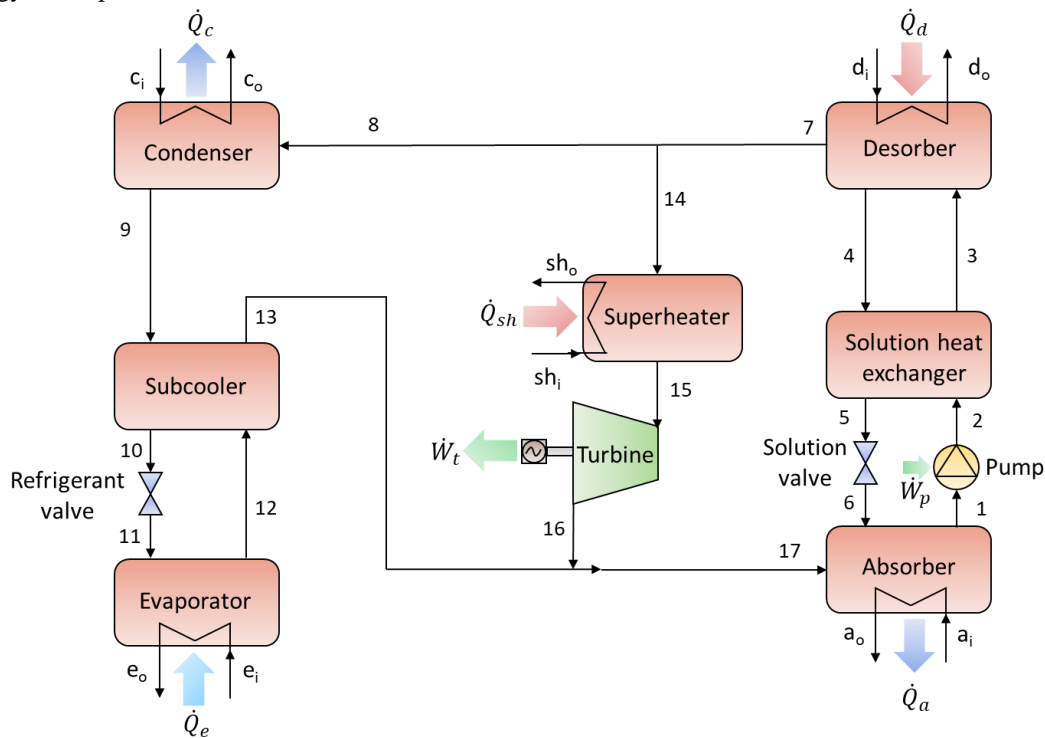 Q̇c
Q̇d
ci
co
di
do
8
7
Condenser
Desorber
9
14
4
3
sho
13
Q̇sh
Superheater
Solution heat
exchanger
Subcooler
shi
15
5
2
10
Ẇt
Turbine
Solution
valve
Pump
Refrigerant
valve
12
Ẇp
6
1
11
16
17
Evaporator
Absorber
eo
ei
ao
ai
Q̇e
Q̇a